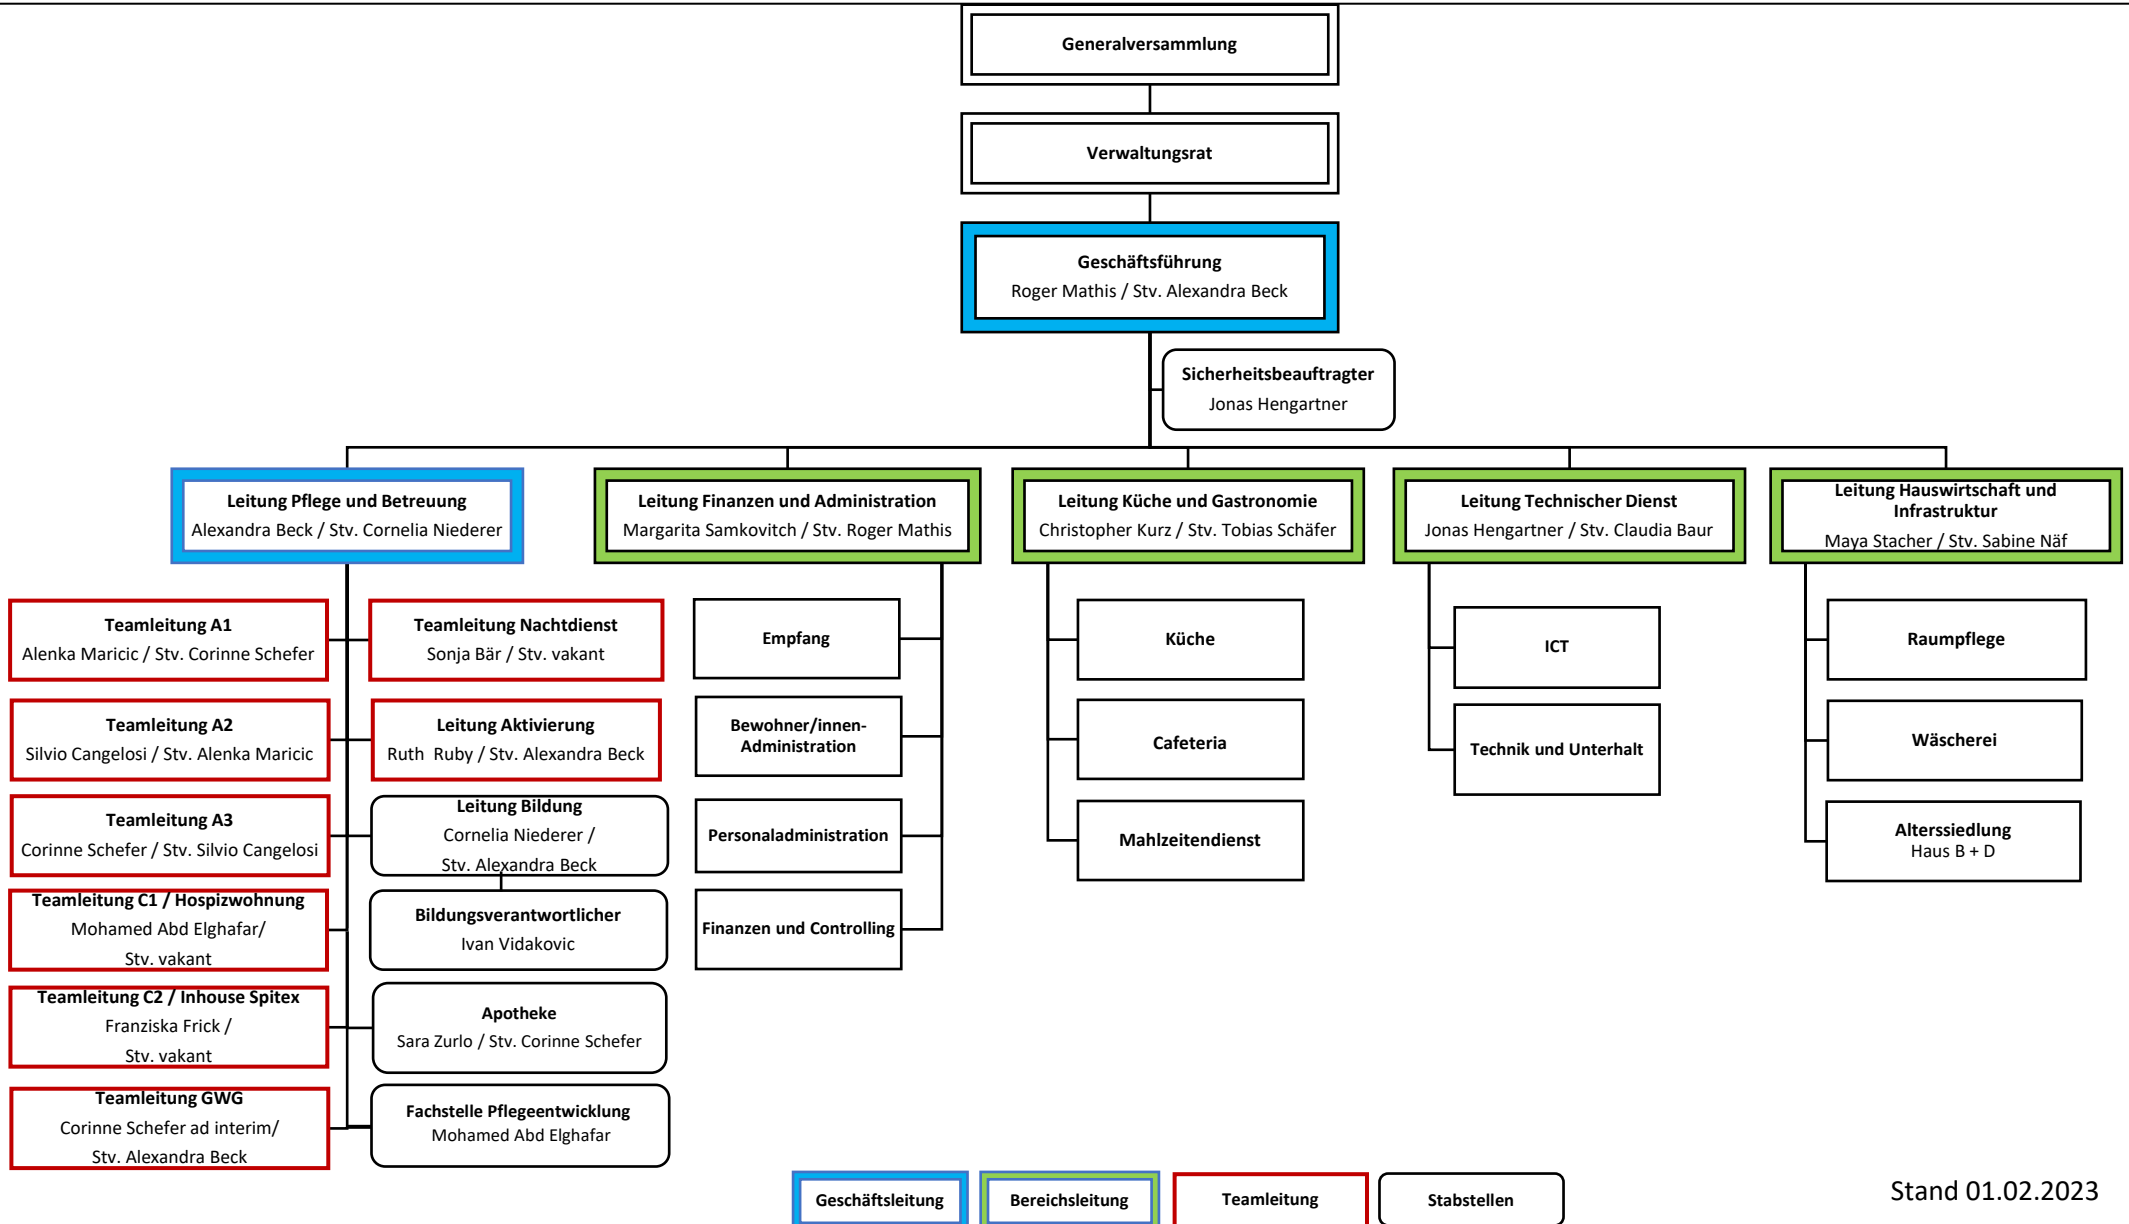 Generalversammlung
Verwaltungsrat
Geschäftsführung
Roger Mathis / Stv. Alexandra Beck
Sicherheitsbeauftragter
Jonas Hengartner
Leitung Pflege und Betreuung
Alexandra Beck / Stv. Cornelia Niederer
Leitung Finanzen und Administration
Margarita Samkovitch / Stv. Roger Mathis
Leitung Küche und Gastronomie
Christopher Kurz / Stv. Tobias Schäfer
Leitung Technischer Dienst
Jonas Hengartner / Stv. Claudia Baur
Leitung Hauswirtschaft und
Infrastruktur
Maya Stacher / Stv. Sabine Näf
Teamleitung A1
Alenka Maricic / Stv. Corinne Schefer
Teamleitung A2
Silvio Cangelosi / Stv. Alenka Maricic
Teamleitung A3
Corinne Schefer / Stv. Silvio Cangelosi
Teamleitung C1 / Hospizwohnung
Mohamed Abd Elghafar/
Stv. vakant
Teamleitung C2 / Inhouse Spitex
Franziska Frick /
Stv. vakant
Teamleitung GWG
Corinne Schefer ad interim/
Stv. Alexandra Beck
Teamleitung Nachtdienst
Sonja Bär / Stv. vakant
Leitung Aktivierung
Ruth  Ruby / Stv. Alexandra Beck
Leitung Bildung
Cornelia Niederer /
Stv. Alexandra Beck
Bildungsverantwortlicher
Ivan Vidakovic
Apotheke
Sara Zurlo / Stv. Corinne Schefer
Fachstelle Pflegeentwicklung
Mohamed Abd Elghafar
Empfang
Bewohner/innen-
Administration
Personaladministration
Finanzen und Controlling
Küche
Cafeteria
Mahlzeitendienst
ICT
Technik und Unterhalt
Raumpflege
Wäscherei
Alterssiedlung
Haus B + D
Geschäftsleitung
Bereichsleitung
Teamleitung
Stabstellen
Stand 01.02.2023